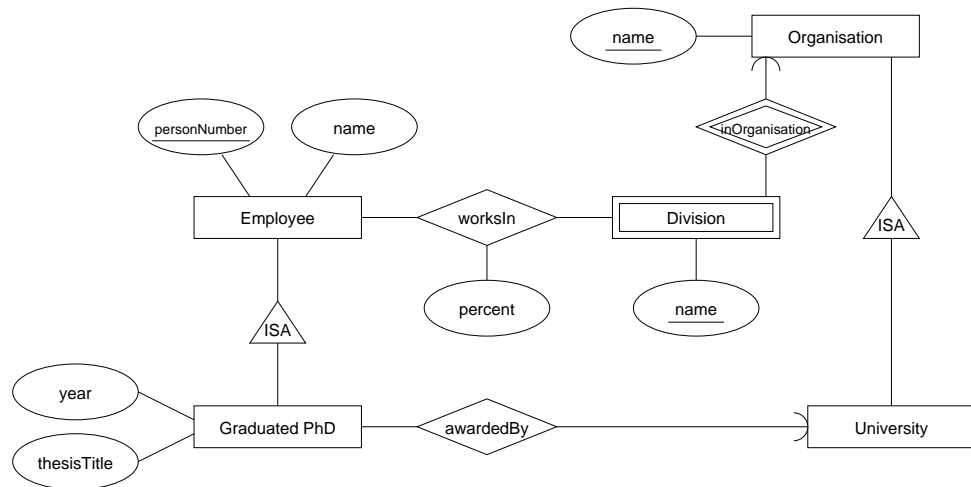 name
Organisation
personNumber
name
inOrganisation
Employee
worksIn
Division
ISA
percent
name
ISA
year
Graduated PhD
awardedBy
University
thesisTitle